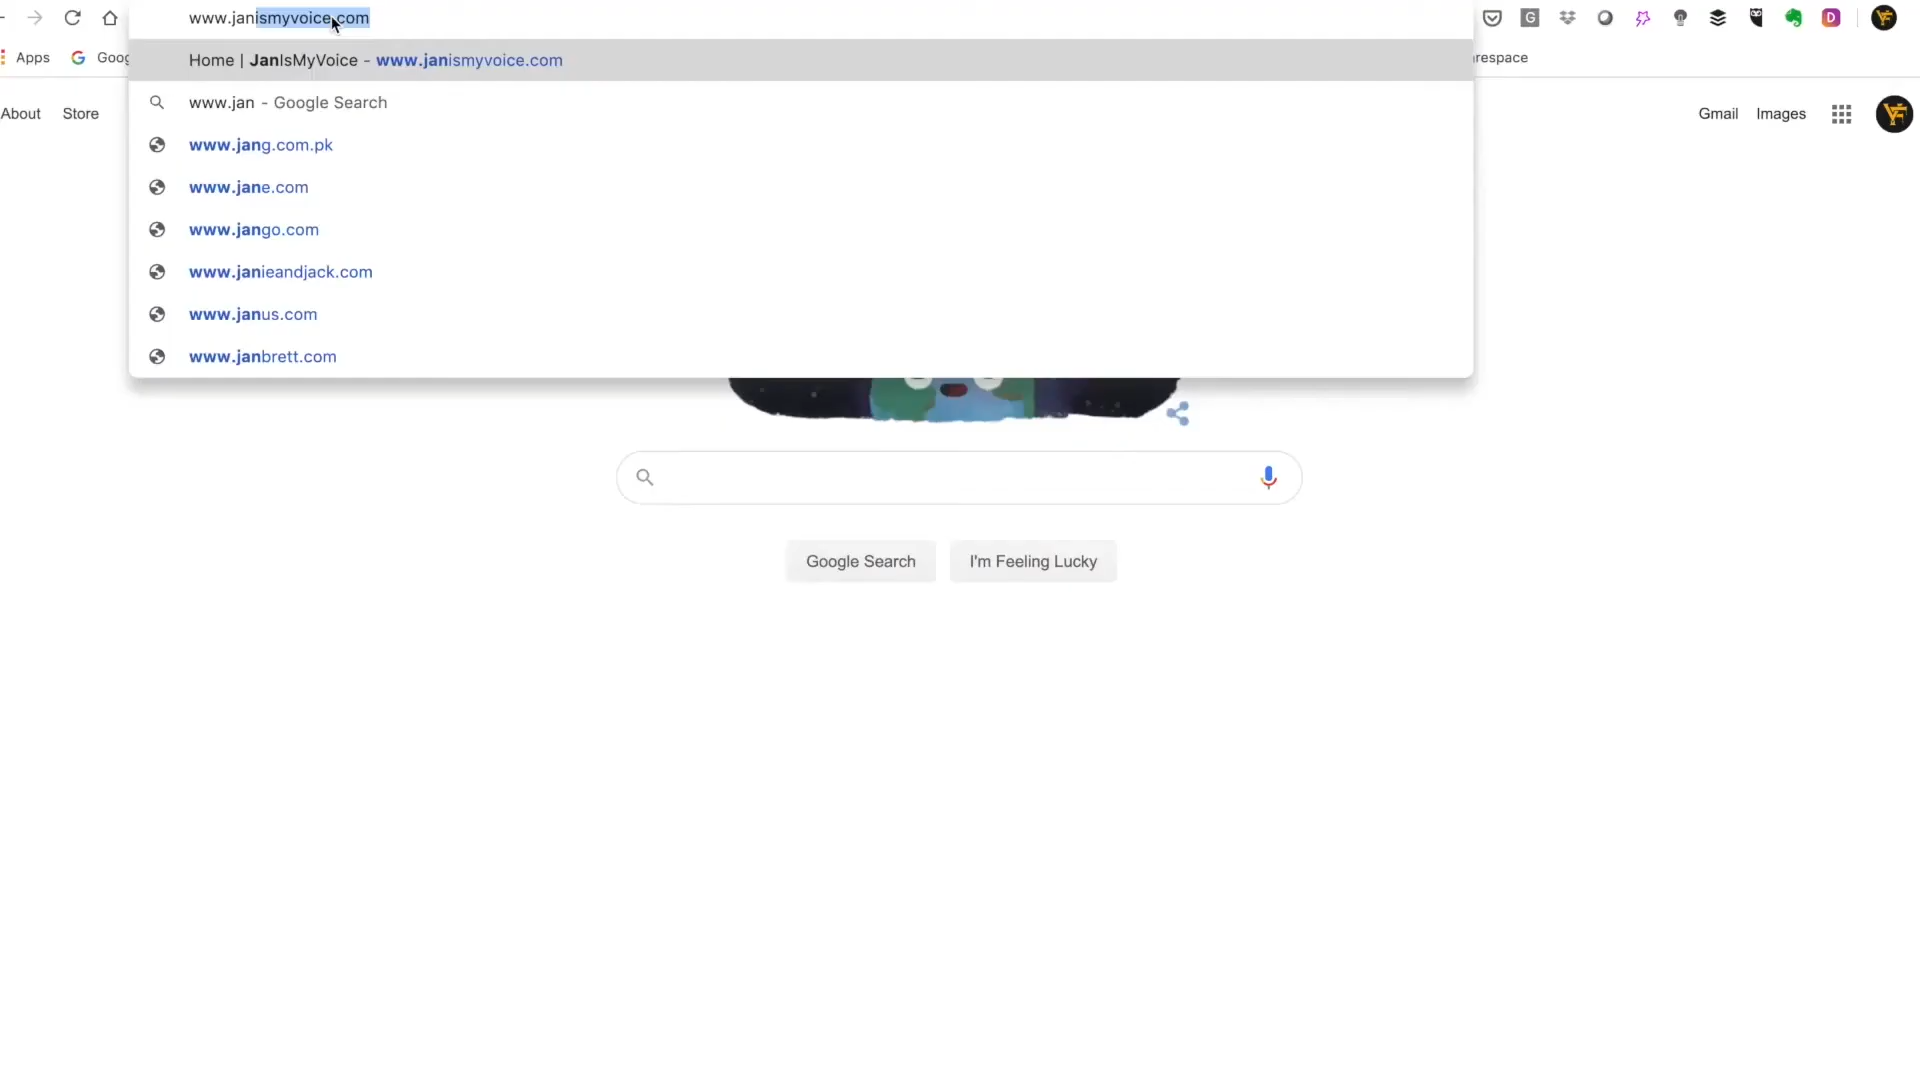 www.janismyvoice.com
Home | JanIsMyVoice - www.janismyvoice.com
Apps
Goog
respace
www.jan - Google Search
About
Store
Gmail
Images
www.jang.com.pk
www.jane.com
www.jango.com
www.janieandjack.com
www.janus.com
www.janbrett.com
Google Search
I'm Feeling Lucky